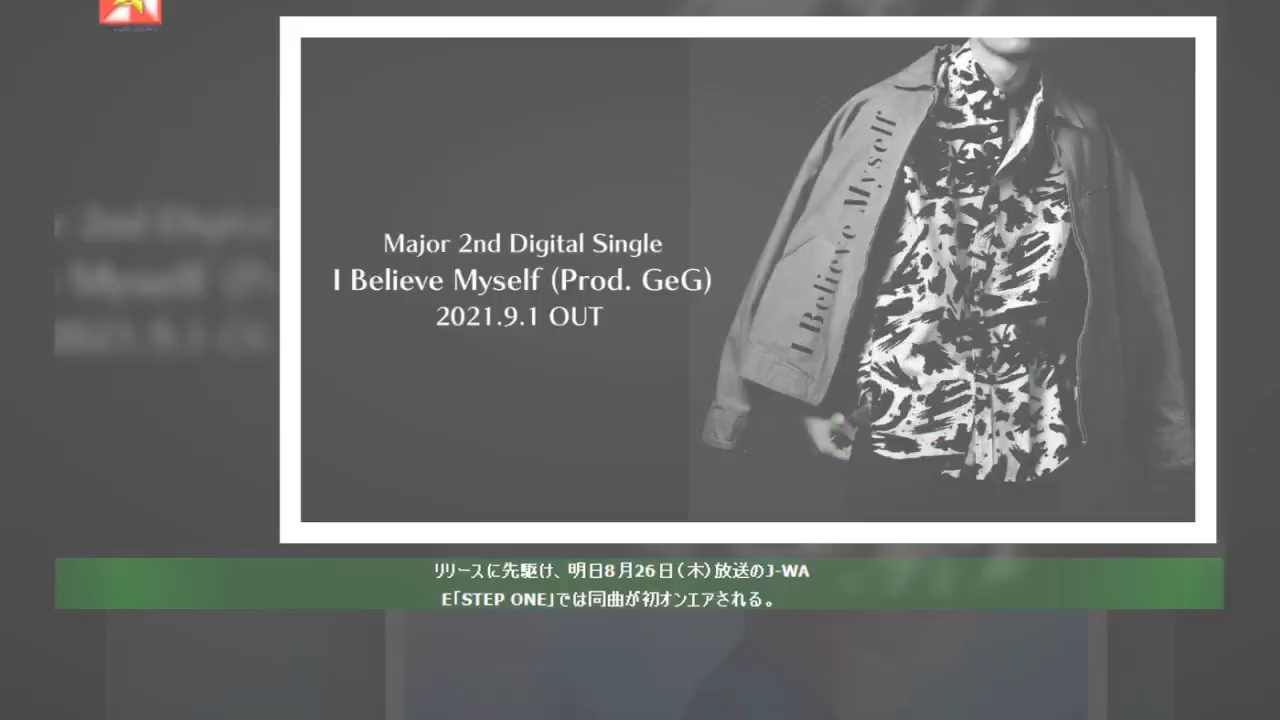 Major 2nd Digital Single
I Believe Myself (Prod. GeG)
2021.9.1 OUT
I Believe Myself
リリースに先駆け、明日8月26日(木)放送のJ-WA
E「STEP ONE」では同曲が初オンエアされる。